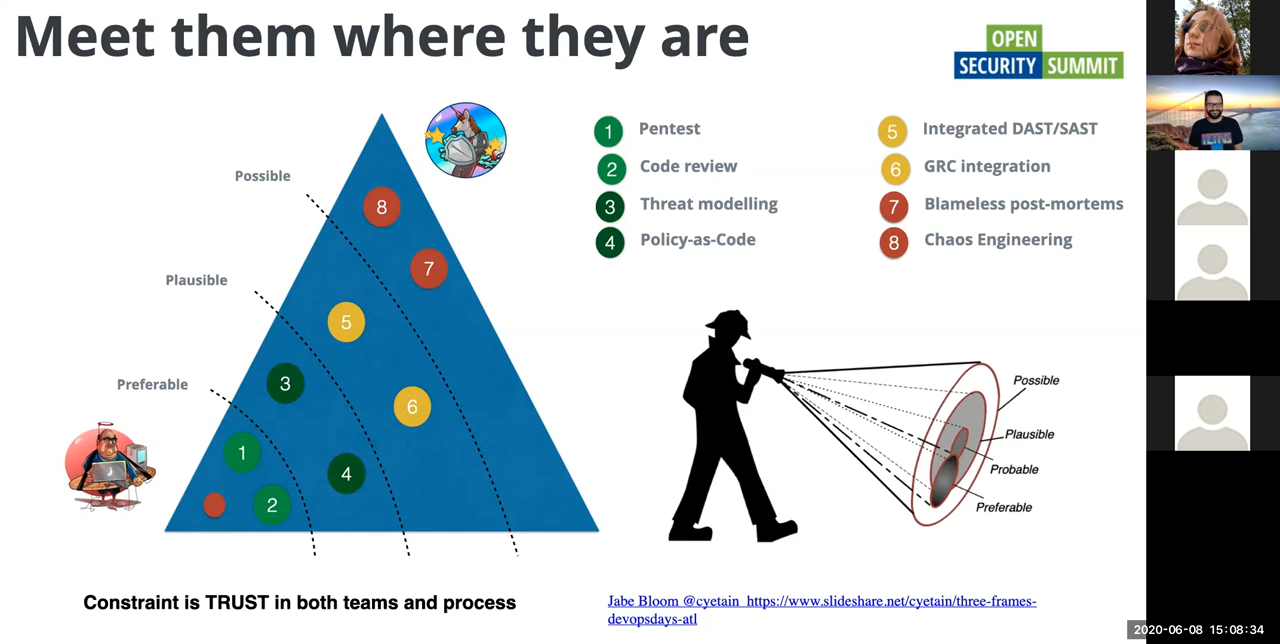 Meet them where they are
OPEN
SECURITY SUMMIT
Possible
Plausible
Preferable
8
7
5
3
6
1
4
2
1 Pentest
2 Code review
3 Threat modelling
4 Policy-as-Code
5 Integrated DAST/SAST
6 GRC integration
7 Blameless post-mortems
8 Chaos Engineering
Possible
Plausible
Probable
Preferable
Constraint is TRUST in both teams and process
Jabe Bloom @cyetain https://www.slideshare.net/cyetain/three-frames-
devopsdays-atl
2020-06-08 15:08:34